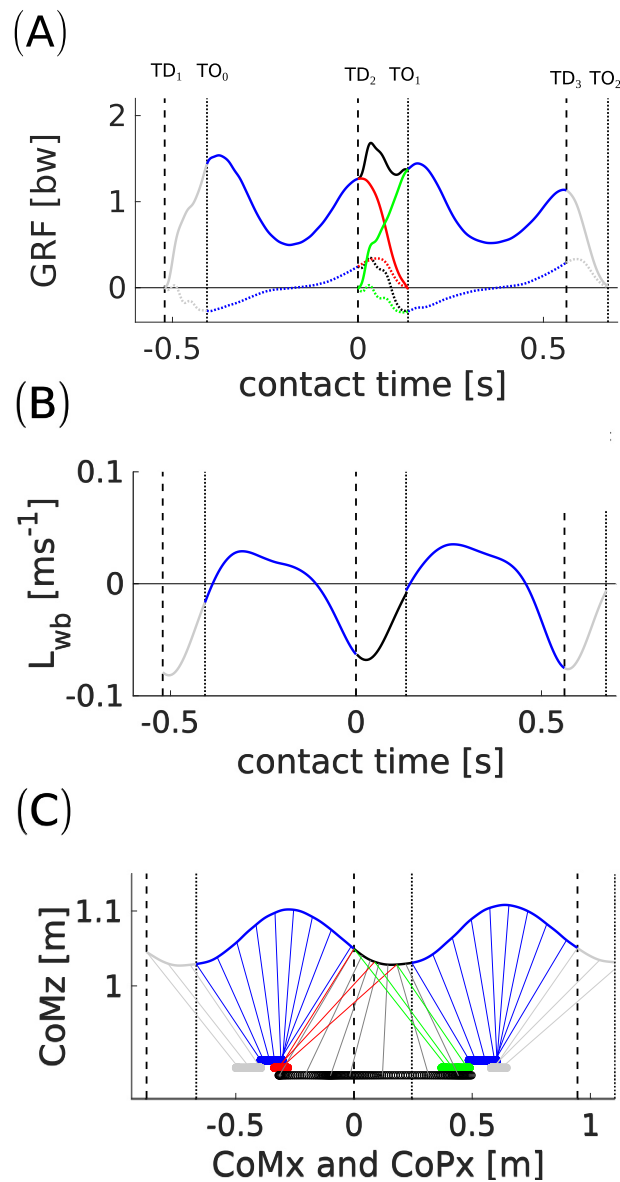 (A)
TD1 TO0 TD2 TO1 TD3 TO2
2
1
0
GRF [bw]
-0.5 0 0.5
contact time [s]
(B)
0.1
0
-0.1
Lwb [ms-1]
-0.5 0 0.5
contact time [s]
(C)
1.1
1
CoMz [m]
-0.5 0 0.5 1
CoMx and CoPx [m]